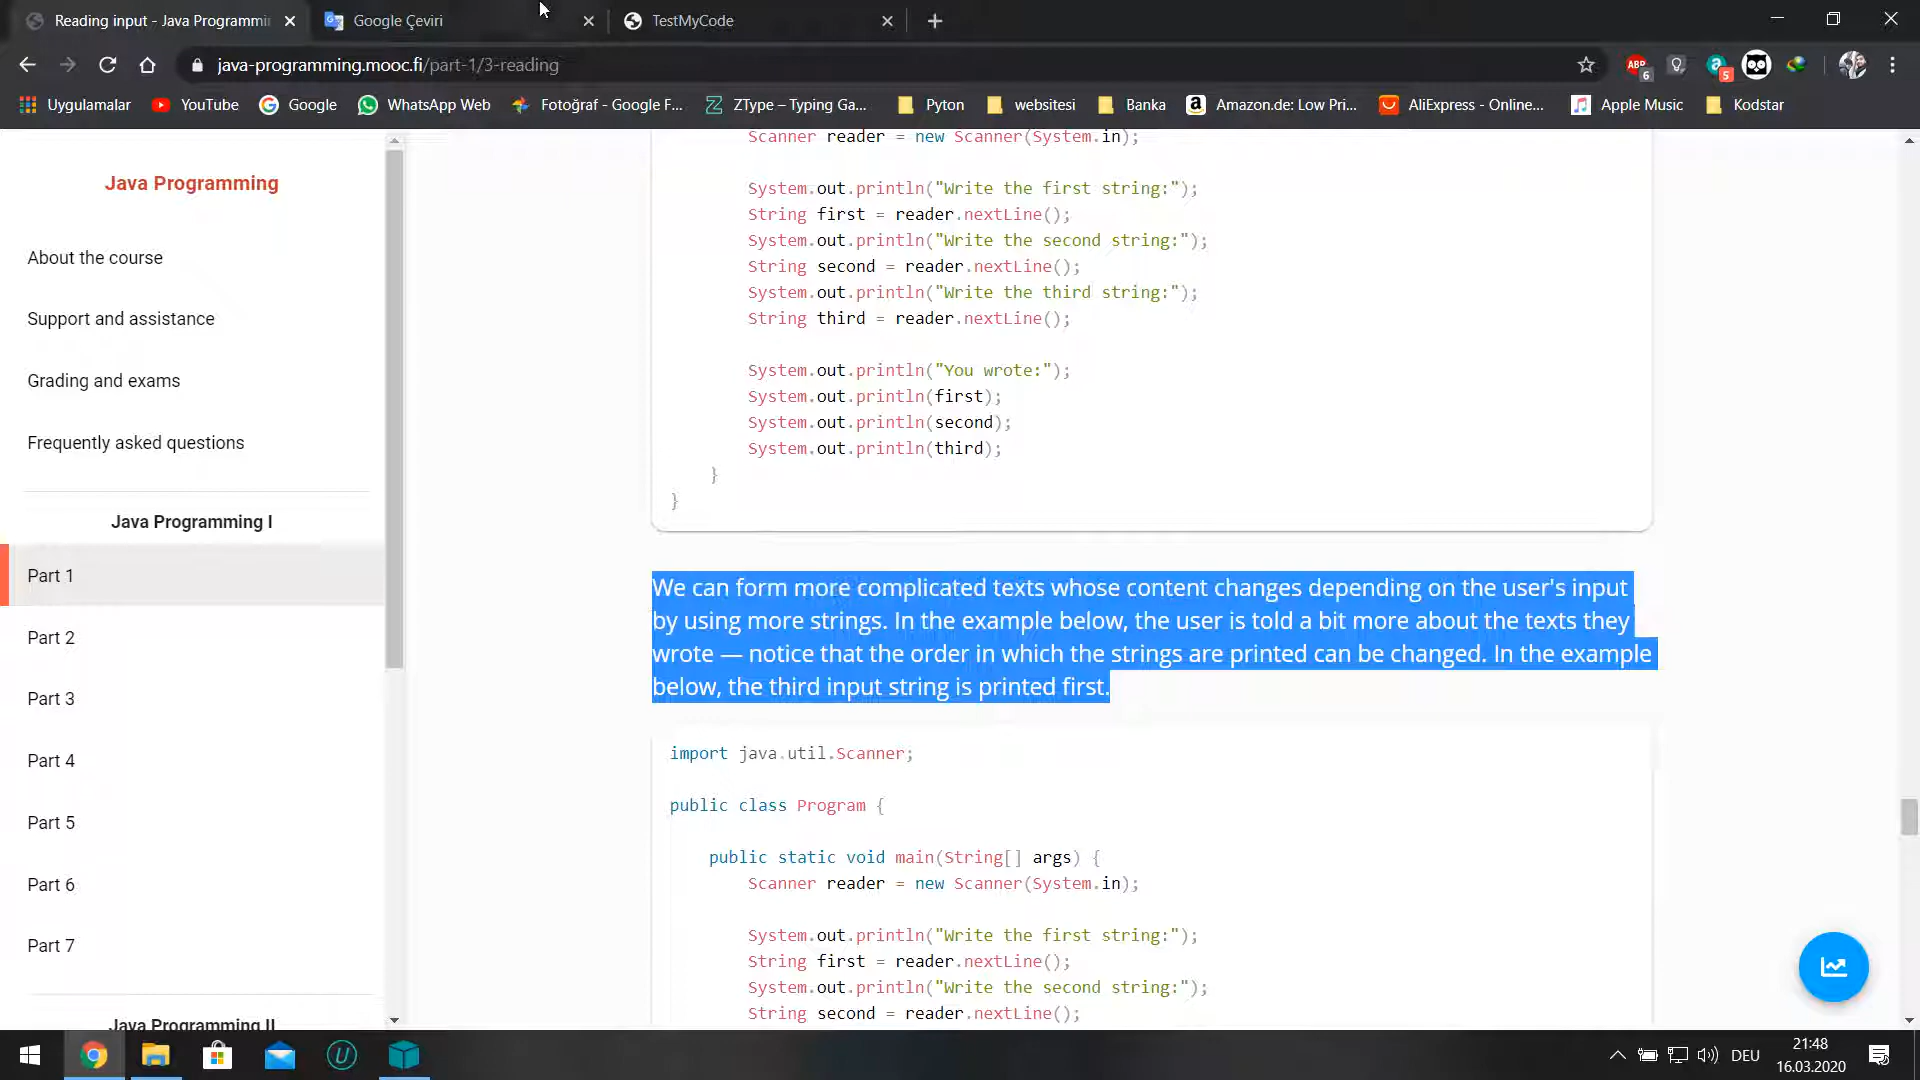 Reading input - Java Programmi
Google Çeviri
TestMyCode
java-programming.mooc.fi/part-1/3-reading
ABP
6
5
Uygulamalar
YouTube
Google
WhatsApp Web
Fotoğraf - Google F...
ZType – Typing Ga...
Pyton
websitesi
Banka
Amazon.de: Low Pri...
AliExpress - Online...
Apple Music
Kodstar
Java Programming
About the course
Support and assistance
Grading and exams
Frequently asked questions
Java Programming I
Part 1
Part 2
Part 3
Part 4
Part 5
Part 6
Part 7
Java Programming II
Scanner reader = new Scanner(System.in);
System.out.println("Write the first string:");
String first = reader.nextLine();
System.out.println("Write the second string:");
String second = reader.nextLine();
System.out.println("Write the third string:");
String third = reader.nextLine();
System.out.println("You wrote:");
System.out.println(first);
System.out.println(second);
System.out.println(third);
}
}
We can form more complicated texts whose content changes depending on the user's input
by using more strings. In the example below, the user is told a bit more about the texts they
wrote — notice that the order in which the strings are printed can be changed. In the example
below, the third input string is printed first.
import java.util.Scanner;
public class Program {
public static void main(String[] args) {
Scanner reader = new Scanner(System.in);
System.out.println("Write the first string:");
String first = reader.nextLine();
System.out.println("Write the second string:");
String second = reader.nextLine();
DEU
21:48
16.03.2020